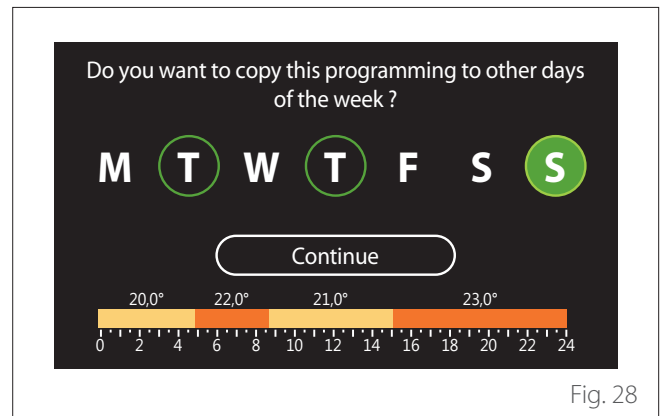 Do you want to copy this programming to other days
of the week ?
M T W T F S S
Continue
20,0° 22,0° 21,0° 23,0°
0 2 4 6 8 10 12 14 16 18 20 22 24
Fig. 28